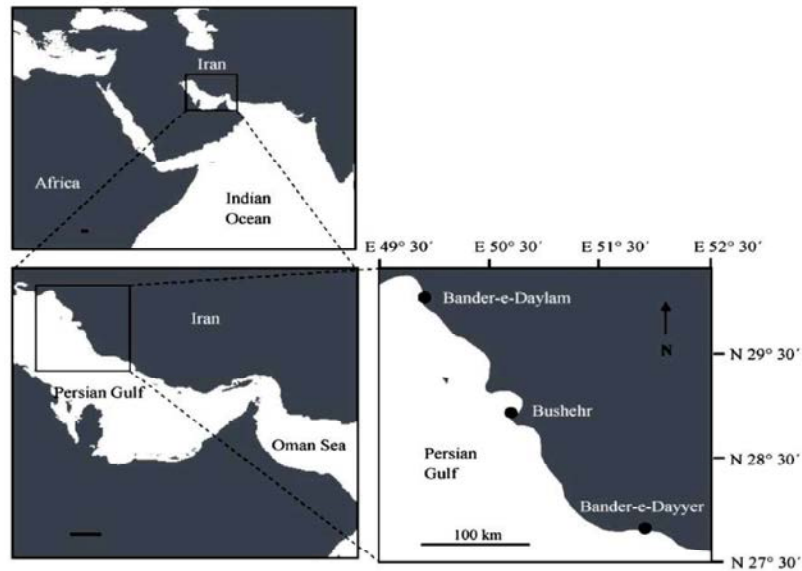 Iran
Africa
Indian
Ocean
Iran
Persian Gulf
Oman Sea
E 49° 30´ E 50° 30´ E 51° 30´ E 52° 30´
Bander-e-Daylam
N
N 29° 30´
Bushehr
Persian
Gulf
N 28° 30´
Bander-e-Dayyer
100 km
N 27° 30´